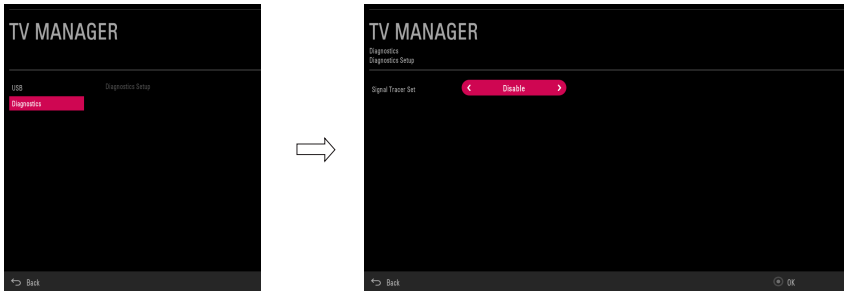 TV MANAGER
USB
Diagnostics Setup
Diagnostics
Back
TV MANAGER
Diagnostics
Diagnostics Setup
Signal Tracer Set
Disable
Back
OK